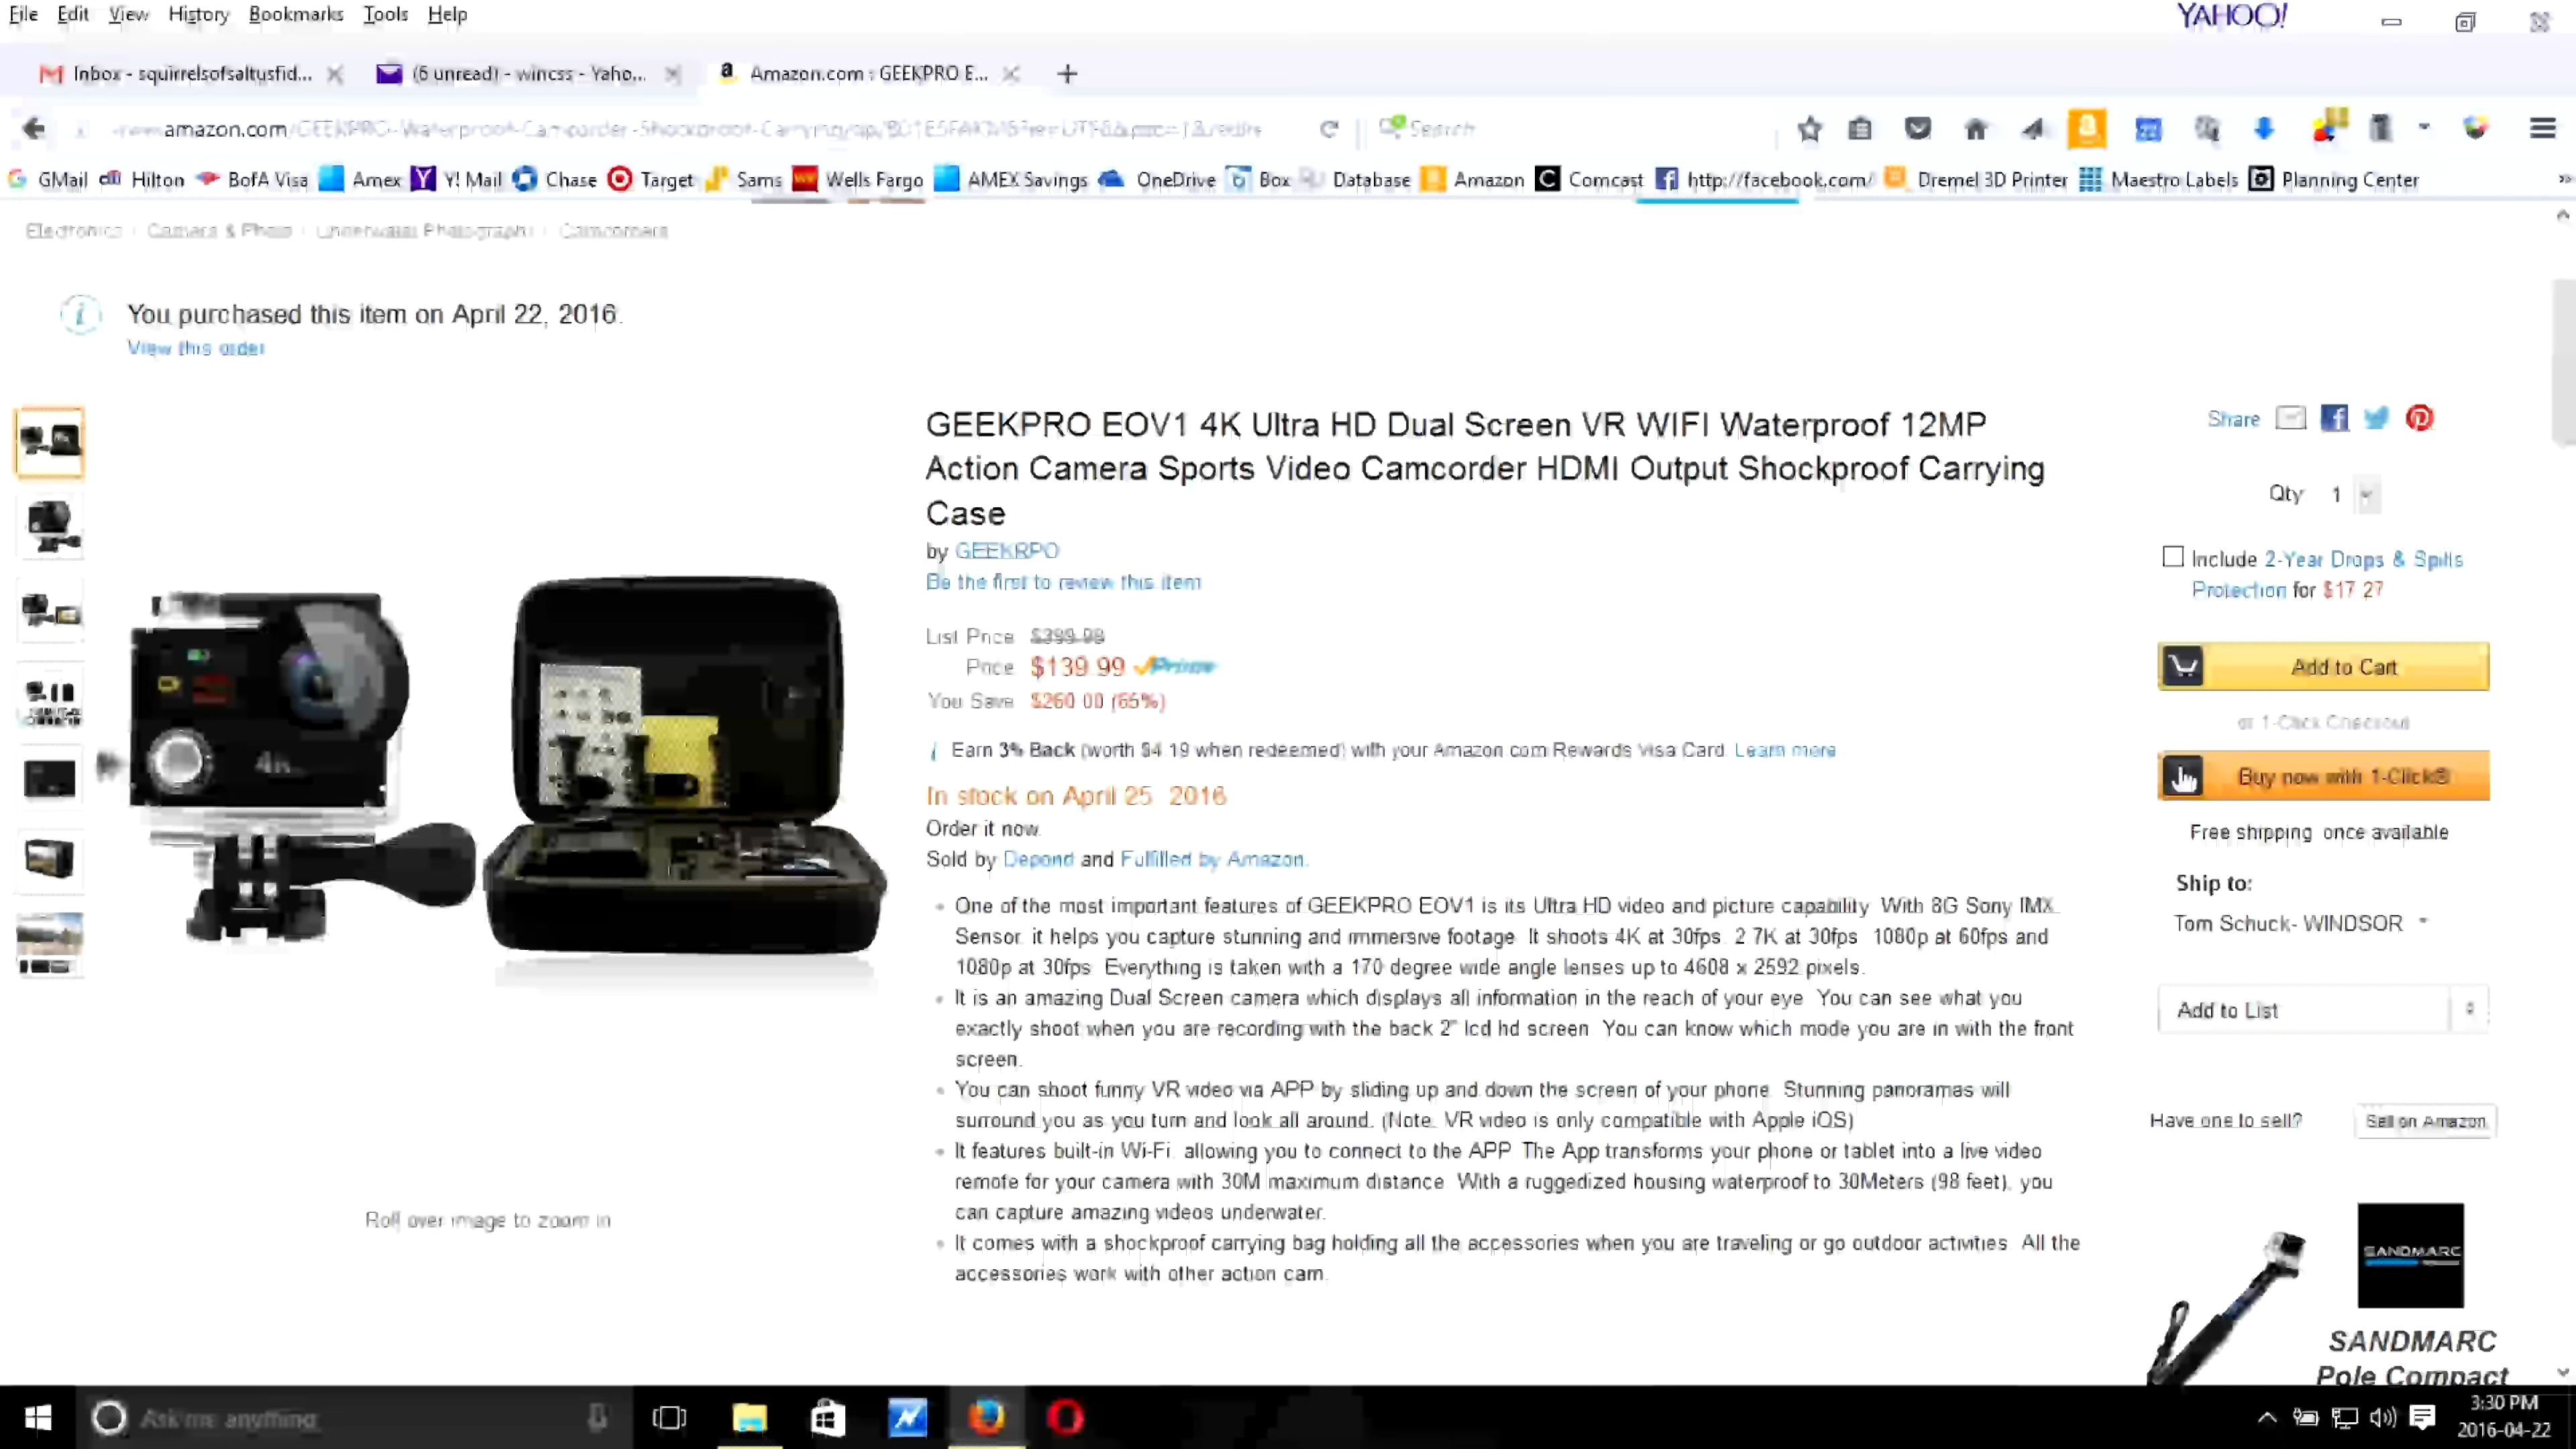 File Edit View History Bookmarks Tools Help
YAHOO!
Inbox - squirrelsofsaltusfid...
(6 unread) - wincss - Yaho...
Amazon.com : GEEKPRO E...
amazon.com/GEEKPRO-Waterproof-Camcorder-Shockproof-Carrying/dp/
Search
GMail Hilton BofA Visa Amex Y! Mail Chase Target Sams Wells Fargo AMEX Savings OneDrive Box Database Amazon Comcast http://facebook.com/ Dremel 3D Printer Maestro Labels Planning Center
Electronics Camera & Photo Underwater Photography Camcorders
You purchased this item on April 22, 2016.
View this order
GEEKPRO EOV1 4K Ultra HD Dual Screen VR WIFI Waterproof 12MP
Action Camera Sports Video Camcorder HDMI Output Shockproof Carrying
Case
by GEEKRPO
Be the first to review this item
List Price $399.99
Price $139.99 Prime
You Save $260.00 (65%)
Earn 3% Back (worth $4.19 when redeemed) with your Amazon.com Rewards Visa Card. Learn more
In stock on April 25, 2016.
Order it now.
Sold by Depond and Fulfilled by Amazon.
One of the most important features of GEEKPRO EOV1 is its Ultra HD video and picture capability. With 8G Sony IMX
Sensor, it helps you capture stunning and immersive footage. It shoots 4K at 30fps, 2.7K at 30fps, 1080p at 60fps and
1080p at 30fps. Everything is taken with a 170 degree wide angle lenses up to 4608 x 2592 pixels.
It is an amazing Dual Screen camera which displays all information in the reach of your eye. You can see what you
exactly shoot when you are recording with the back 2" lcd hd screen. You can know which mode you are in with the front
screen.
You can shoot funny VR video via APP by sliding up and down the screen of your phone. Stunning panoramas will
surround you as you turn and look all around. (Note: VR video is only compatible with Apple iOS)
It features built-in Wi-Fi, allowing you to connect to the APP. The App transforms your phone or tablet into a live video
remote for your camera with 30M maximum distance. With a ruggedized housing waterproof to 30Meters (98 feet), you
can capture amazing videos underwater.
It comes with a shockproof carrying bag holding all the accessories when you are traveling or go outdoor activities. All the
accessories work with other action cam.
4K
Roll over image to zoom in
Share
Qty 1
Include 2-Year Drops & Spills
Protection for $17.27
Add to Cart
or 1-Click Checkout
Buy now with 1-Click®
Free shipping once available
Ship to:
Tom Schuck- WINDSOR
Add to List
Have one to sell? Sell on Amazon
SANDMARC
SANDMARC
Pole Compact
Ask me anything
3:30 PM
2016-04-22